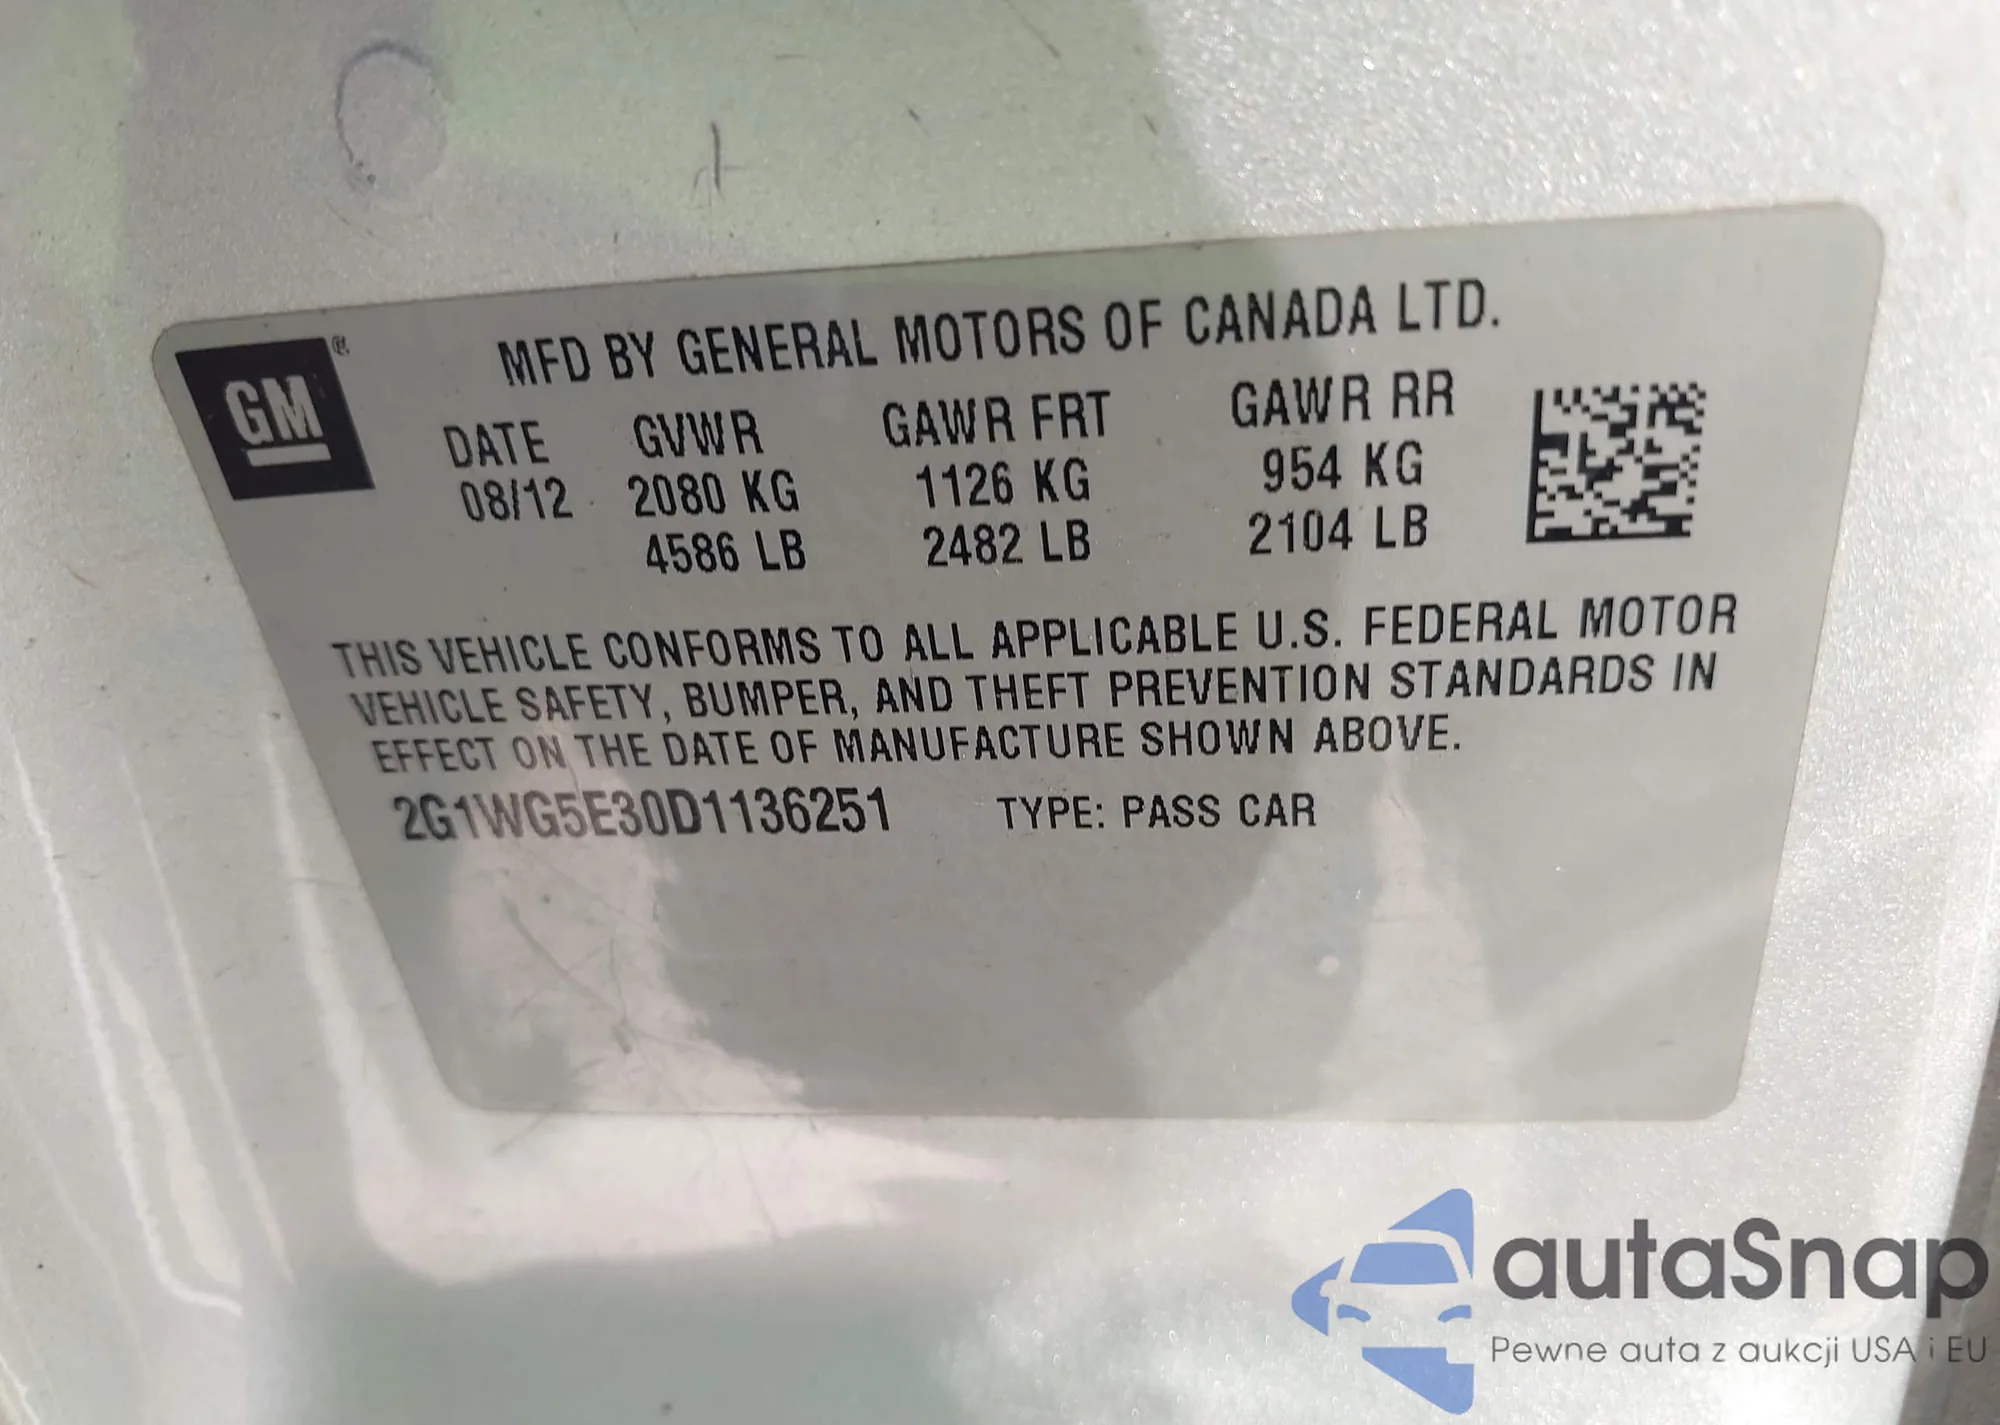 GM®
MFD BY GENERAL MOTORS OF CANADA LTD.
DATE GVWR GAWR FRT GAWR RR
08/12 2080 KG 1126 KG 954 KG
4586 LB 2482 LB 2104 LB
THIS VEHICLE CONFORMS TO ALL APPLICABLE U.S. FEDERAL MOTOR
VEHICLE SAFETY, BUMPER, AND THEFT PREVENTION STANDARDS IN
EFFECT ON THE DATE OF MANUFACTURE SHOWN ABOVE.
2G1WG5E30D1136251 TYPE: PASS CAR
autaSnap
Pewne auta z aukcji USA i EU